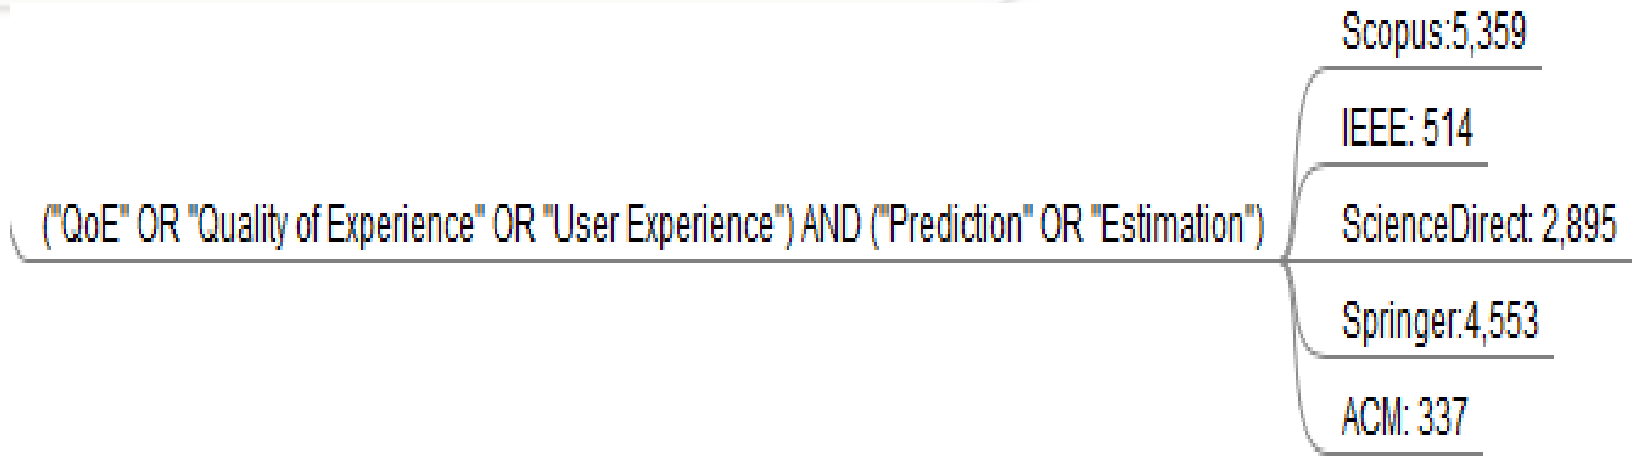 Scopus:5,359
IEEE: 514
("QoE" OR "Quality of Experience" OR "User Experience") AND ("Prediction" OR "Estimation")
ScienceDirect: 2,895
Springer:4,553
ACM: 337